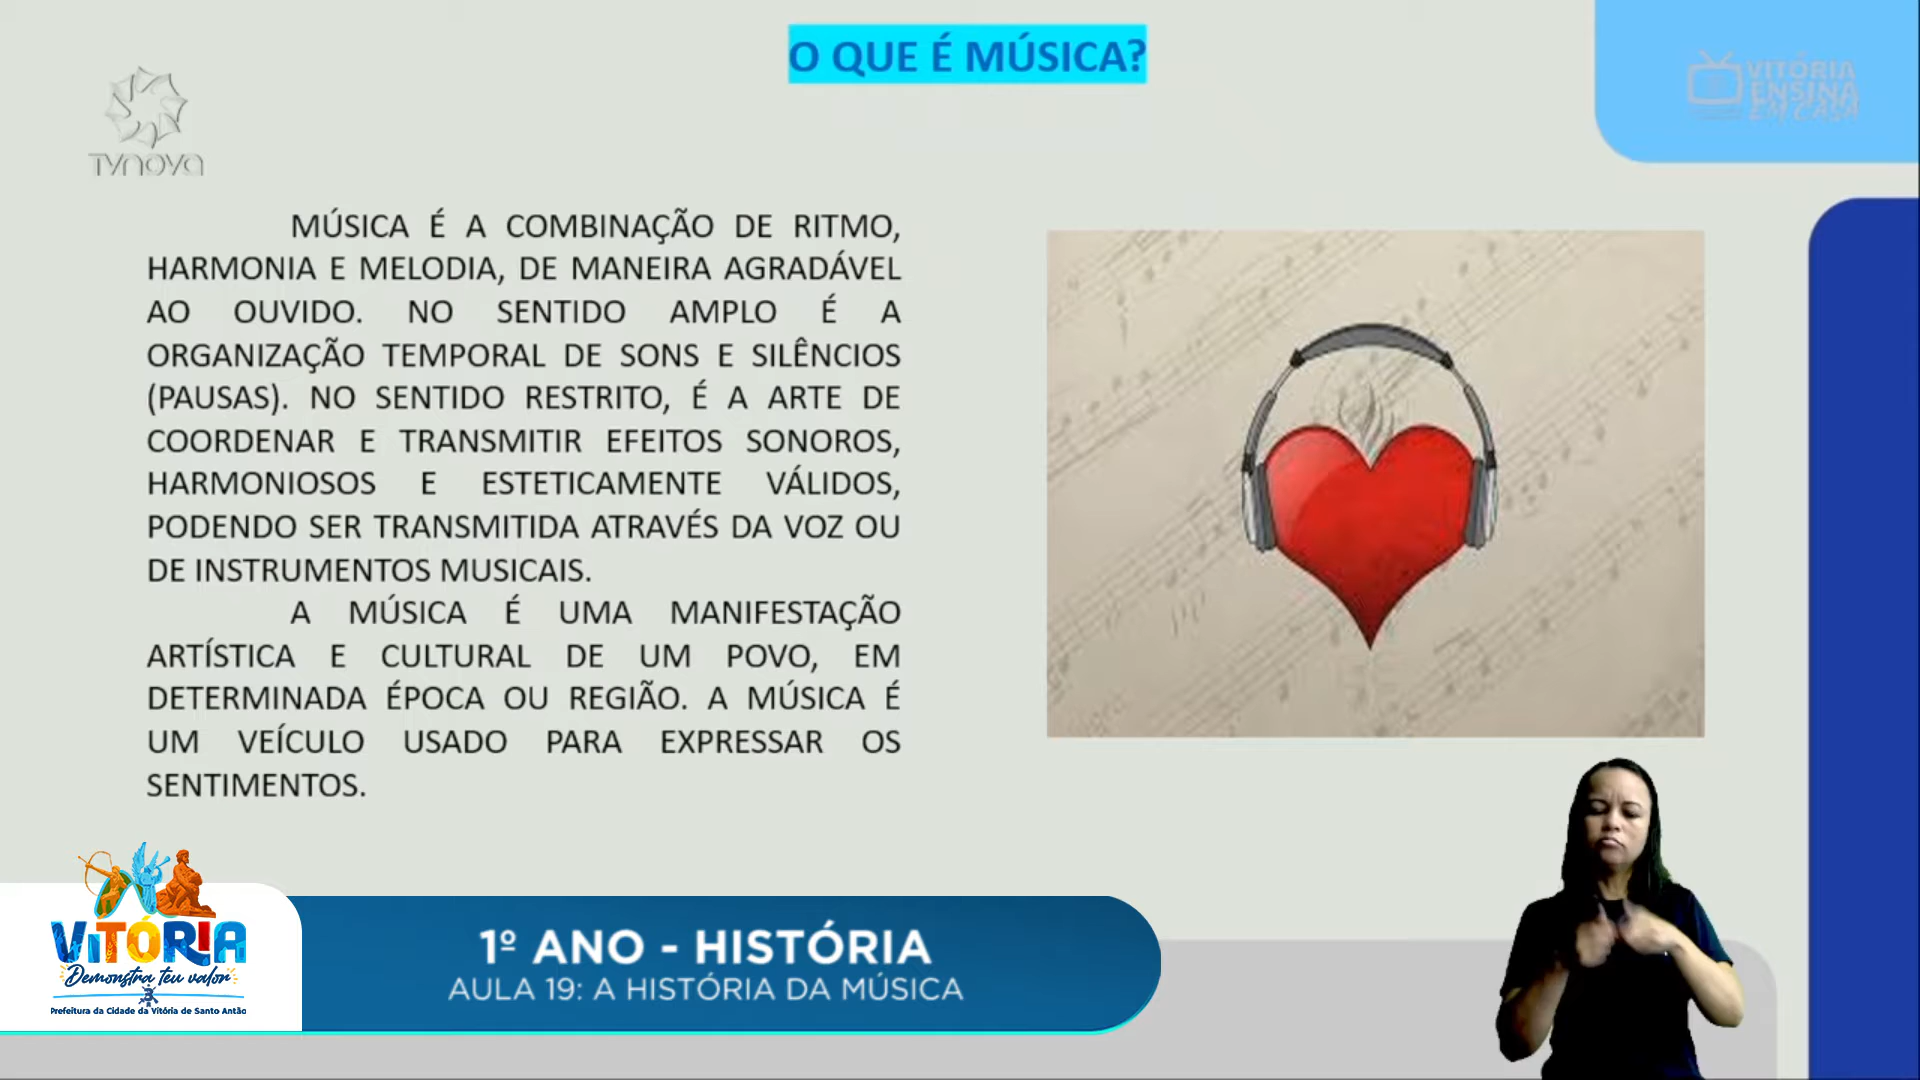 O QUE É MÚSICA?
TVNOVA
VITÓRIA
ENSINA
EM CASA
MÚSICA É A COMBINAÇÃO DE RITMO,
HARMONIA E MELODIA, DE MANEIRA AGRADÁVEL
AO OUVIDO. NO SENTIDO AMPLO É A
ORGANIZAÇÃO TEMPORAL DE SONS E SILÊNCIOS
(PAUSAS). NO SENTIDO RESTRITO, É A ARTE DE
COORDENAR E TRANSMITIR EFEITOS SONOROS,
HARMONIOSOS E ESTETICAMENTE VÁLIDOS,
PODENDO SER TRANSMITIDA ATRAVÉS DA VOZ OU
DE INSTRUMENTOS MUSICAIS.
A MÚSICA É UMA MANIFESTAÇÃO
ARTÍSTICA E CULTURAL DE UM POVO, EM
DETERMINADA ÉPOCA OU REGIÃO. A MÚSICA É
UM VEÍCULO USADO PARA EXPRESSAR OS
SENTIMENTOS.
VITÓRIA
Demonstra teu valor
Prefeitura da Cidade da Vitória de Santo Antão
1º ANO - HISTÓRIA
AULA 19: A HISTÓRIA DA MÚSICA